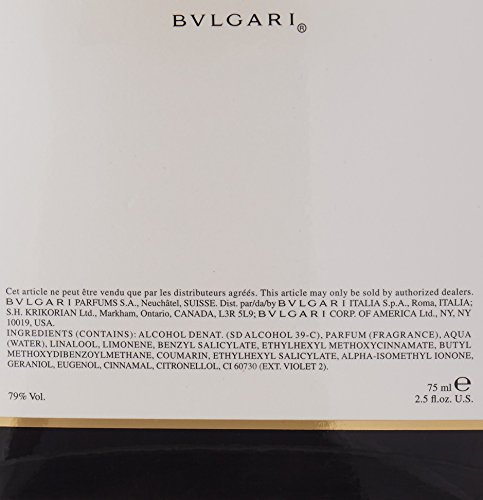 BVLGARI®
Cet article ne peut être vendu que par les distributeurs agréés. This article may only be sold by authorized dealers.
BVLGARI PARFUMS S.A., Neuchâtel, SUISSE. Dist. par/da/by BVLGARI ITALIA S.p.A., Roma, ITALIA;
S.H. KRIKORIAN Ltd., Markham, Ontario, CANADA, L3R 5L9; BVLGARI CORP. OF AMERICA Ltd., NY, NY
10019, USA.
INGREDIENTS (CONTAINS): ALCOHOL DENAT. (SD ALCOHOL 39-C), PARFUM (FRAGRANCE), AQUA
(WATER), LINALOOL, LIMONENE, BENZYL SALICYLATE, ETHYLHEXYL METHOXYCINNAMATE, BUTYL
METHOXYDIBENZOYLMETHANE, COUMARIN, ETHYLHEXYL SALICYLATE, ALPHA-ISOMETHYL IONONE,
GERANIOL, EUGENOL, CINNAMAL, CITRONELLOL, CI 60730 (EXT. VIOLET 2).
75 ml ℮
79% Vol. 2.5 fl.oz. U.S.